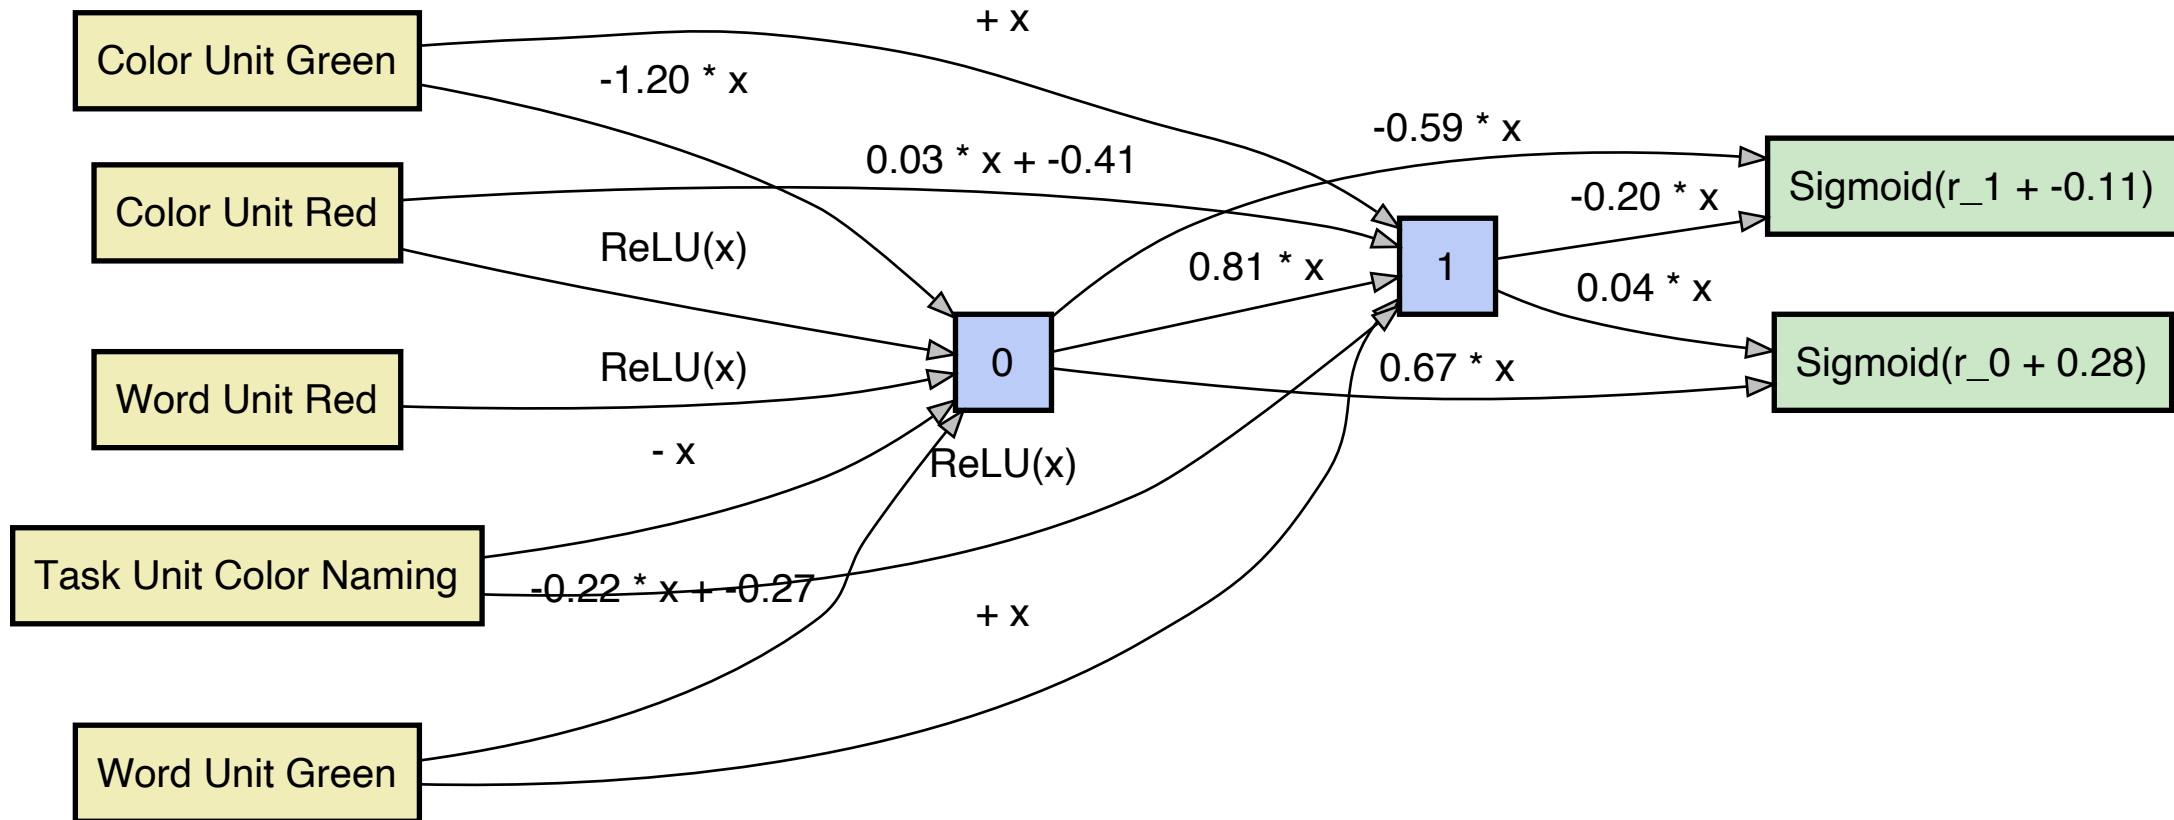 + x
Color Unit Green
-1.20 * x
-0.59 * x
0.03 * x + -0.41
Sigmoid(r_1 + -0.11)
-0.20 * x
Color Unit Red
ReLU(x)
0.81 * x
1
0.04 * x
0
Sigmoid(r_0 + 0.28)
ReLU(x)
0.67 * x
Word Unit Red
- x
ReLU(x)
Task Unit Color Naming
-0.22 * x + -0.27
+ x
Word Unit Green